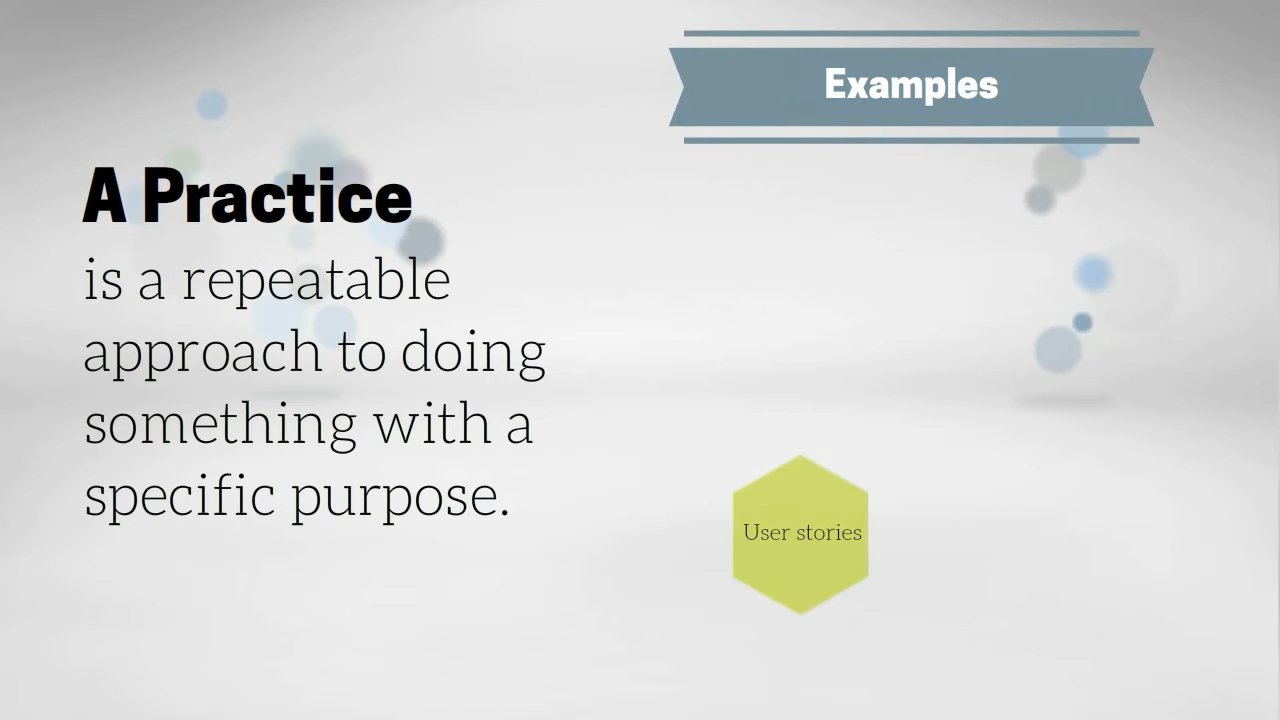 A Practice
is a repeatable
approach to doing
something with a
specific purpose.
Examples
User stories